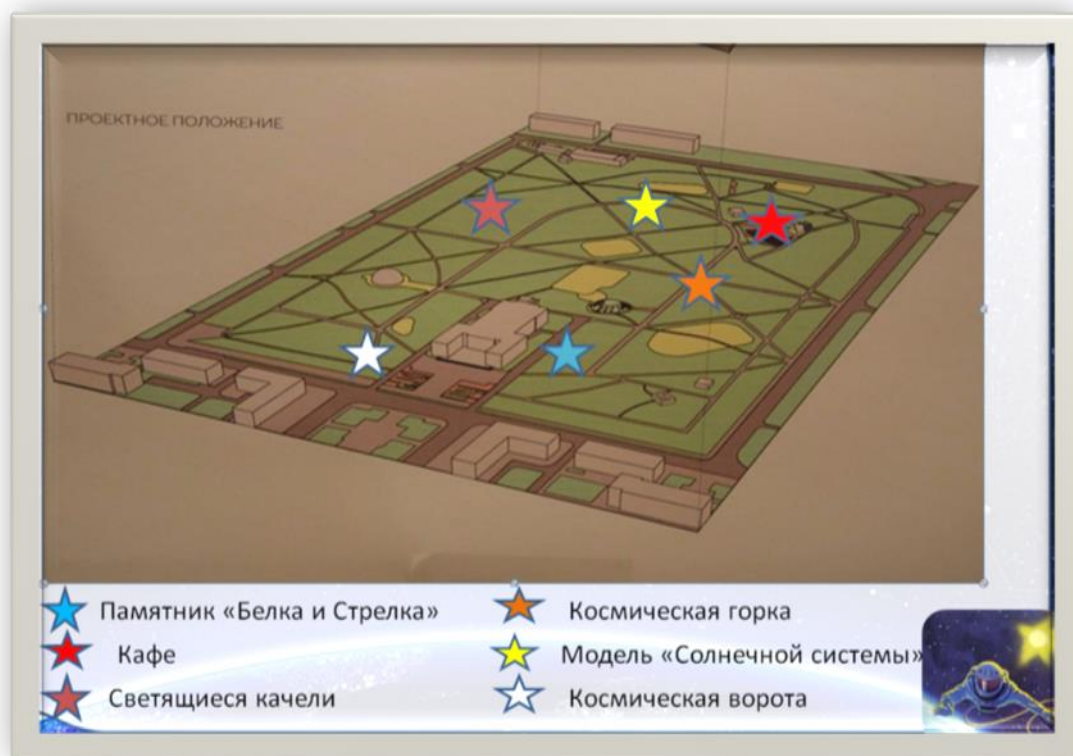 ПРОЕКТНОЕ ПОЛОЖЕНИЕ
Памятник «Белка и Стрелка»
Кафе
Светящиеся качели
Космическая горка
Модель «Солнечной системы»
Космическая ворота